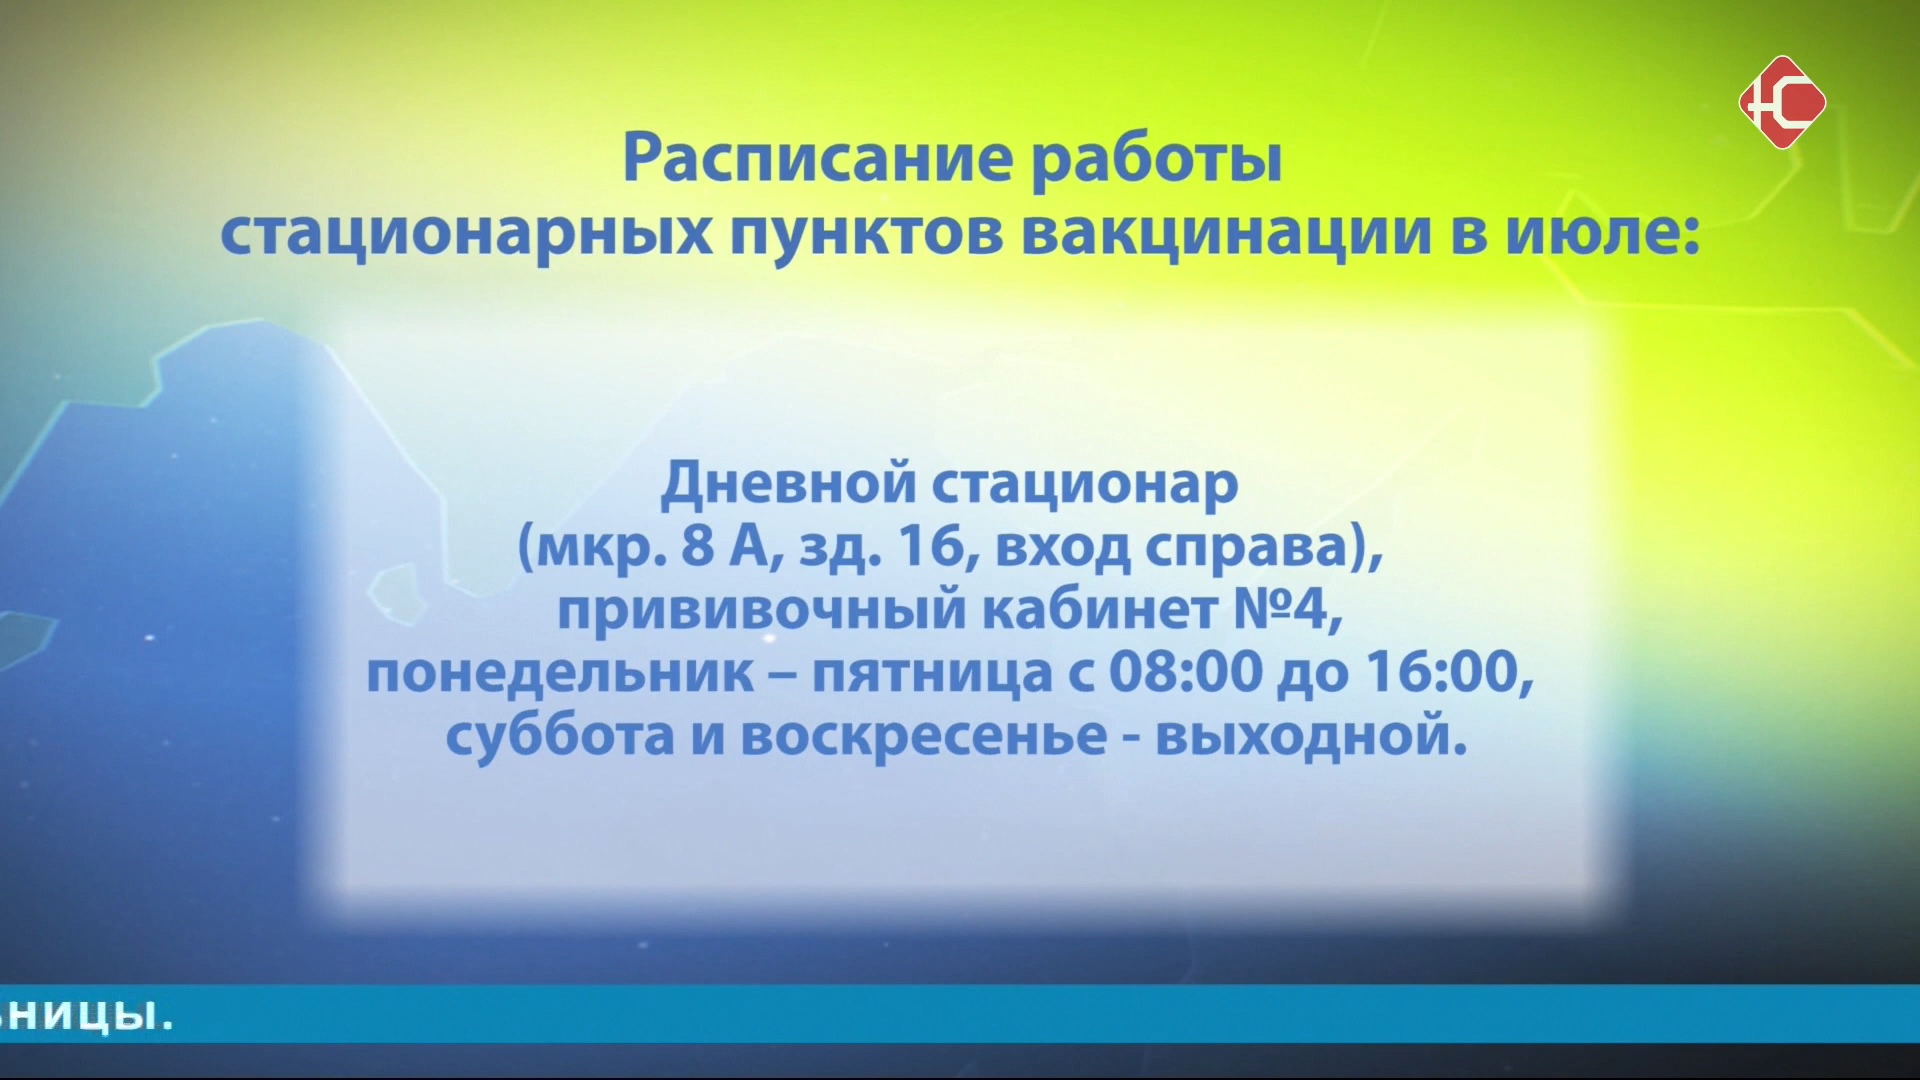 Расписание работы
стационарных пунктов вакцинации в июле:
Дневной стационар
(мкр. 8 А, зд. 16, вход справа),
прививочный кабинет №4,
понедельник – пятница с 08:00 до 16:00,
суббота и воскресенье - выходной.
ьницы.